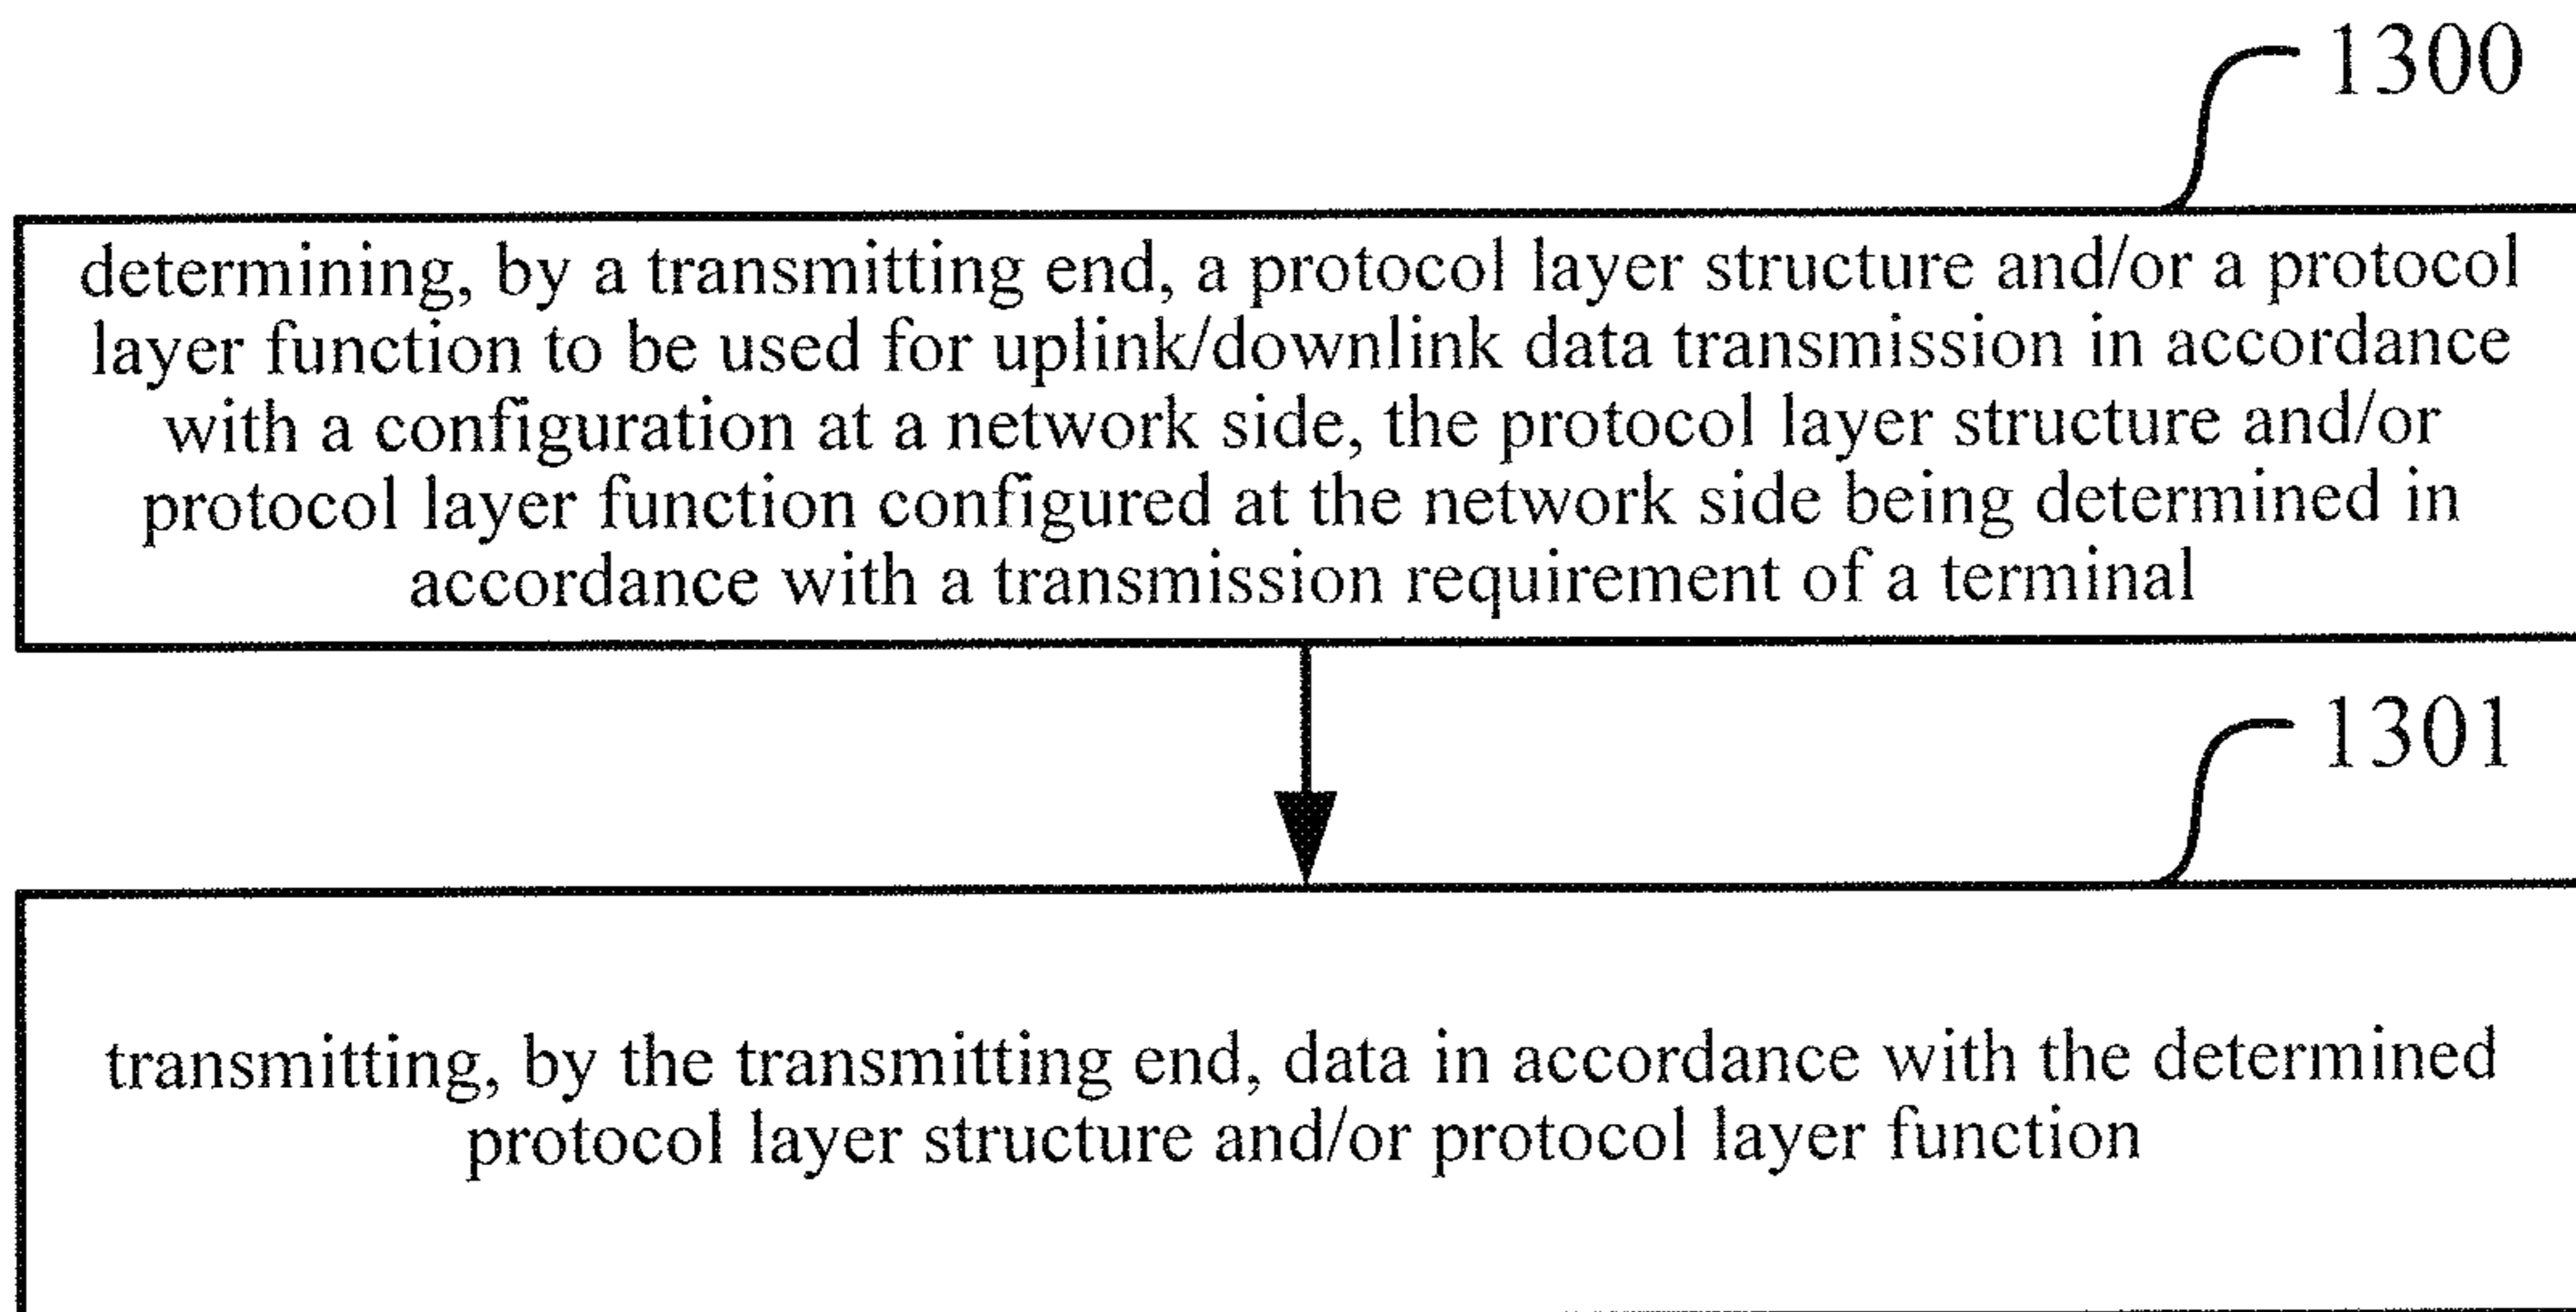 1300
determining, by a transmitting end, a protocol layer structure and/or a protocol
layer function to be used for uplink/downlink data transmission in accordance
with a configuration at a network side, the protocol layer structure and/or
protocol layer function configured at the network side being determined in
accordance with a transmission requirement of a terminal
1301
transmitting, by the transmitting end, data in accordance with the determined
protocol layer structure and/or protocol layer function